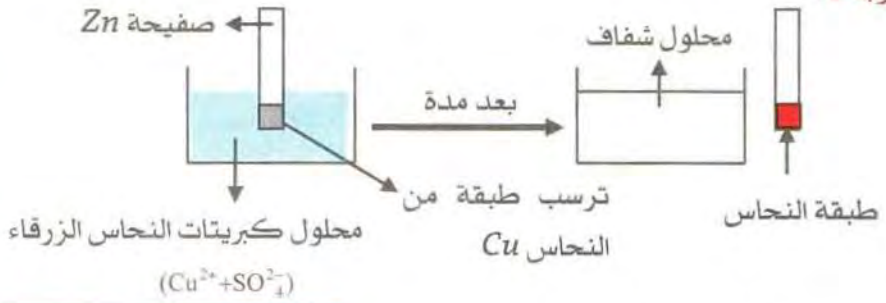 صفيحة Zn
محلول شفاف
بعد مدة
ترسب طبقة من
النحاس Cu
طبقة النحاس
محلول كبريتات النحاس الزرقاء
(Cu²⁺+SO₄²⁻)